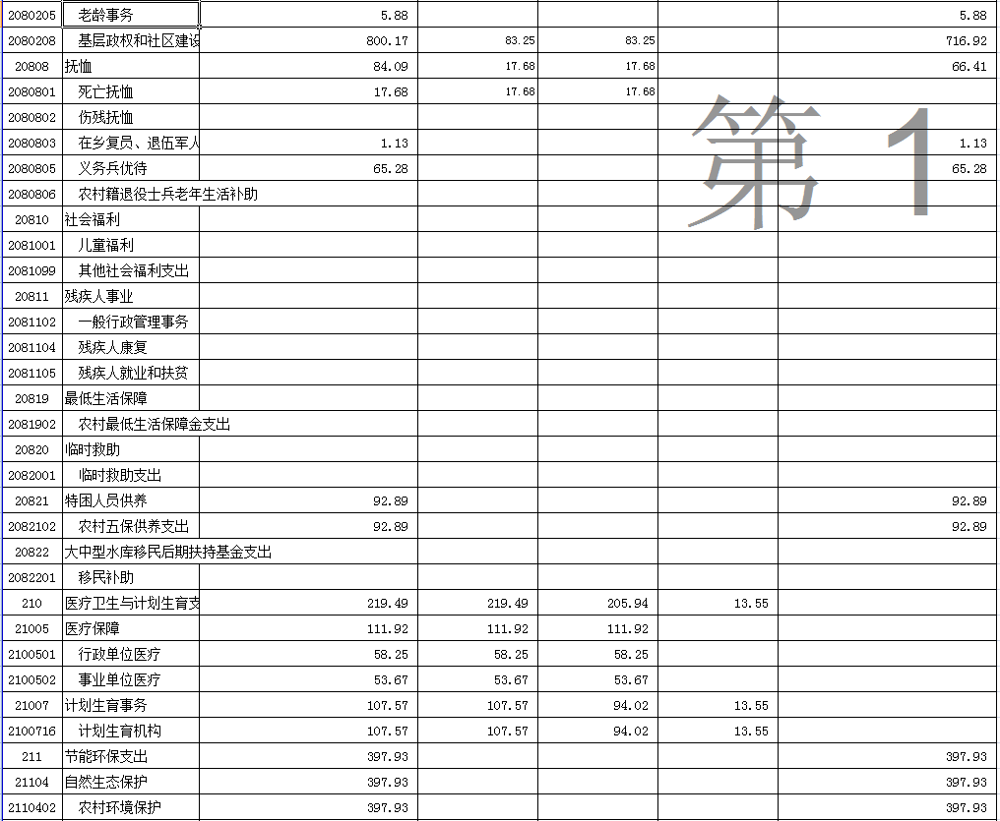 2080205 老龄事务 5.88 5.88
2080208 基层政权和社区建设 800.17 83.25 83.25 716.92
20808 抚恤 84.09 17.68 17.68 66.41
2080801 死亡抚恤 17.68 17.68 17.68
2080802 伤残抚恤
2080803 在乡复员、退伍军人 1.13 1.13
2080805 义务兵优待 65.28 65.28
2080806 农村籍退役士兵老年生活补助
20810 社会福利
2081001 儿童福利
2081099 其他社会福利支出
20811 残疾人事业
2081102 一般行政管理事务
2081104 残疾人康复
2081105 残疾人就业和扶贫
20819 最低生活保障
2081902 农村最低生活保障金支出
20820 临时救助
2082001 临时救助支出
20821 特困人员供养 92.89 92.89
2082102 农村五保供养支出 92.89 92.89
20822 大中型水库移民后期扶持基金支出
2082201 移民补助
210 医疗卫生与计划生育支 219.49 219.49 205.94 13.55
21005 医疗保障 111.92 111.92 111.92
2100501 行政单位医疗 58.25 58.25 58.25
2100502 事业单位医疗 53.67 53.67 53.67
21007 计划生育事务 107.57 107.57 94.02 13.55
2100716 计划生育机构 107.57 107.57 94.02 13.55
211 节能环保支出 397.93 397.93
21104 自然生态保护 397.93 397.93
2110402 农村环境保护 397.93 397.93
第 1